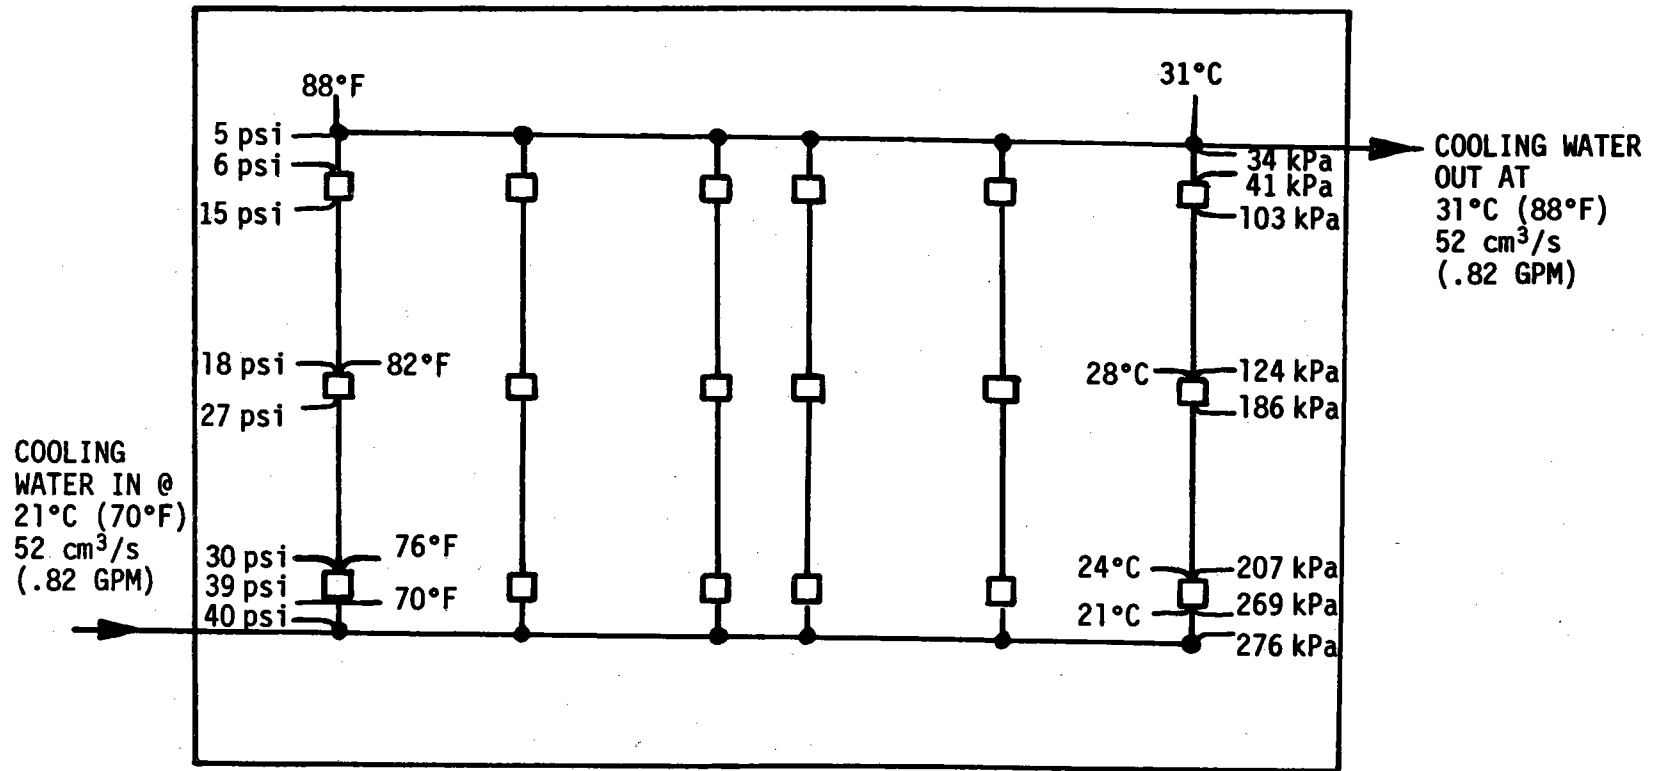 88°F
31°C
5 psi
6 psi
15 psi
34 kPa
41 kPa
103 kPa
COOLING WATER
OUT AT
31°C (88°F)
52 cm³/s
(.82 GPM)
18 psi
82°F
27 psi
28°C
124 kPa
186 kPa
COOLING
WATER IN @
21°C (70°F)
52 cm³/s
(.82 GPM)
30 psi
76°F
39 psi
70°F
40 psi
24°C
207 kPa
21°C
269 kPa
276 kPa